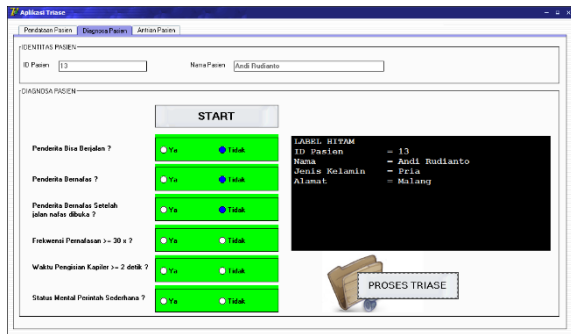 Aplikasi Triase
Pendataan Pasien Diagnosa Pasien Antrian Pasien
IDENTITAS PASIEN
ID Pasien 13 Nama Pasien Andi Rudianto
DIAGNOSA PASIEN
START
Penderita Bisa Berjalan ? Ya Tidak
Penderita Bernafas ? Ya Tidak
Penderita Bernafas Setelah
jalan nafas dibuka ? Ya Tidak
Frekwensi Pernafasan >= 30 x ? Ya Tidak
Waktu Pengisian Kapiler >= 2 detik ? Ya Tidak
Status Mental Perintah Sederhana ? Ya Tidak
LABEL HITAM
ID Pasien = 13
Nama = Andi Rudianto
Jenis Kelamin = Pria
Alamat = Malang
PROSES TRIASE